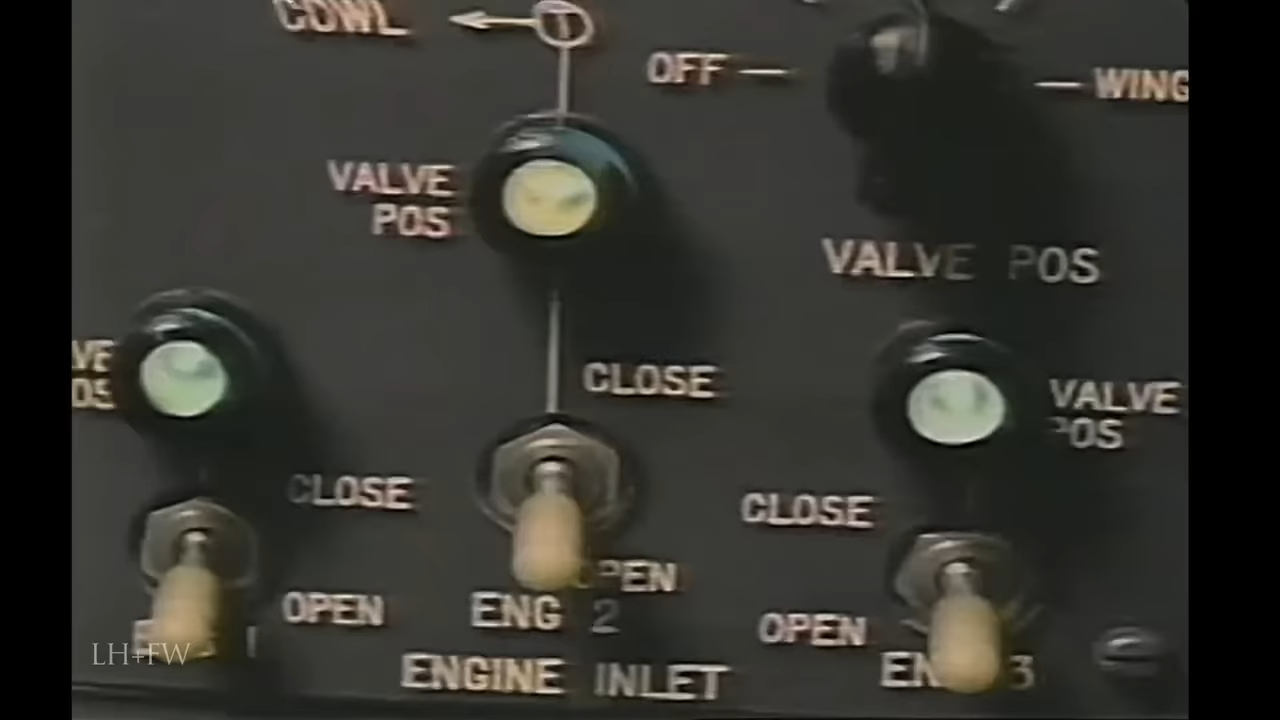 COWL
OFF
WING
VALVE
POS
VALVE POS
VALVE
POS
CLOSE
CLOSE
CLOSE
OPEN
OPEN
OPEN
ENG 2
ENGINE INLET
LH+FW